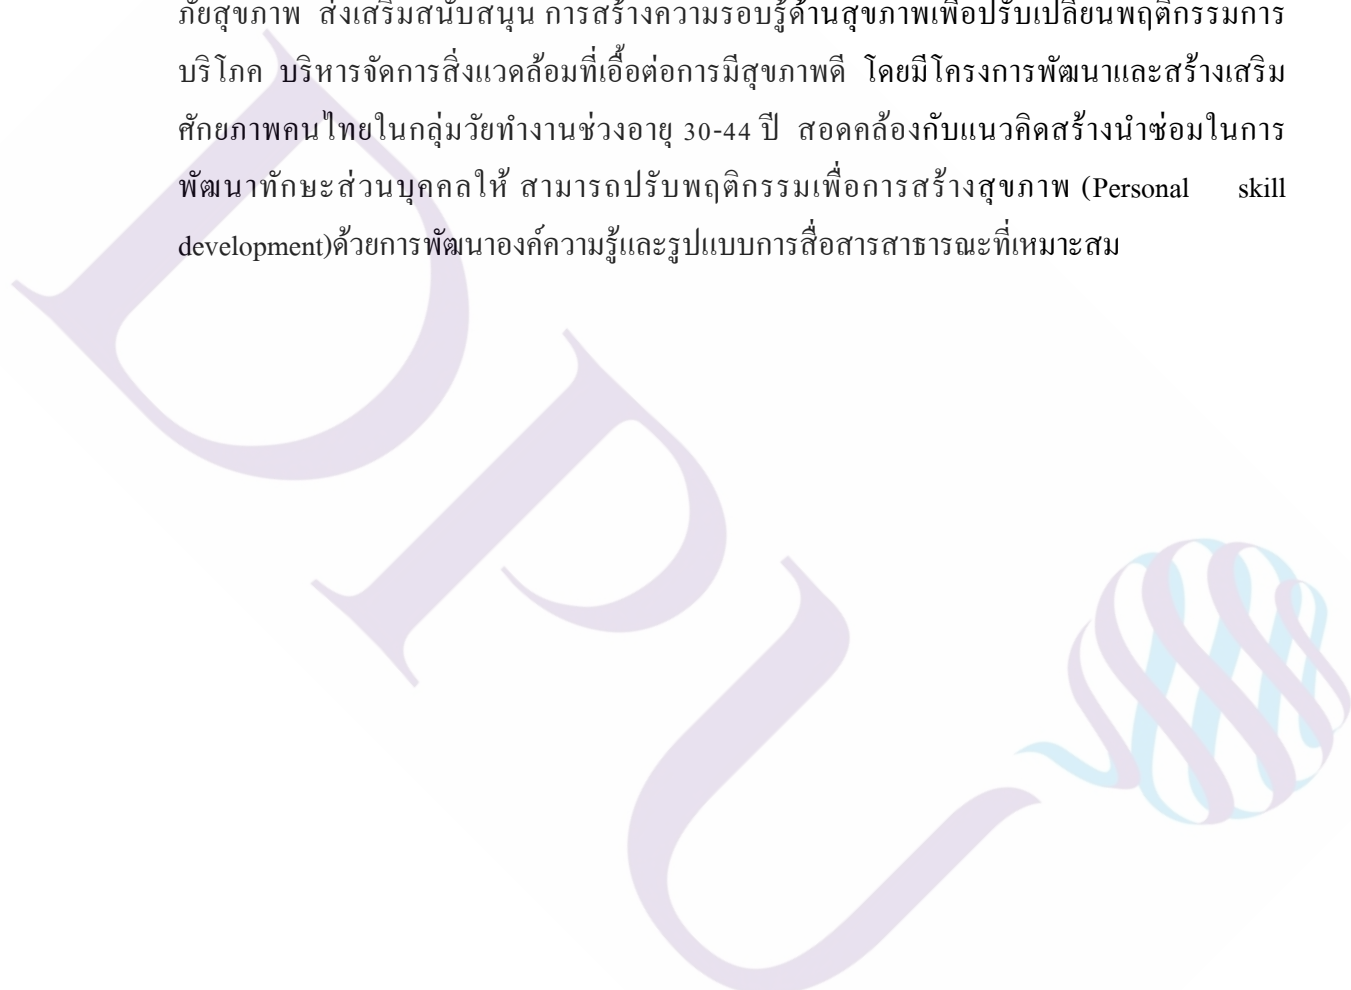 ภัยสุขภาพ ส่งเสริมสนับสนุน การสร้างความรอบรู้ด้านสุขภาพเพื่อปรับเปลี่ยนพฤติกรรมการ
บริโภค บริหารจัดการสิ่งแวดล้อมที่เอื้อต่อการมีสุขภาพดี โดยมีโครงการพัฒนาและสร้างเสริม
ศักยภาพคนไทยในกลุ่มวัยทำงานช่วงอายุ 30-44 ปี สอดคล้องกับแนวคิดสร้างนำซ่อมในการ
พัฒนาทักษะส่วนบุคคลให้ สามารถปรับพฤติกรรมเพื่อการสร้างสุขภาพ (Personal skill
development)ด้วยการพัฒนาองค์ความรู้และรูปแบบการสื่อสารสาธารณะที่เหมาะสม
DPU